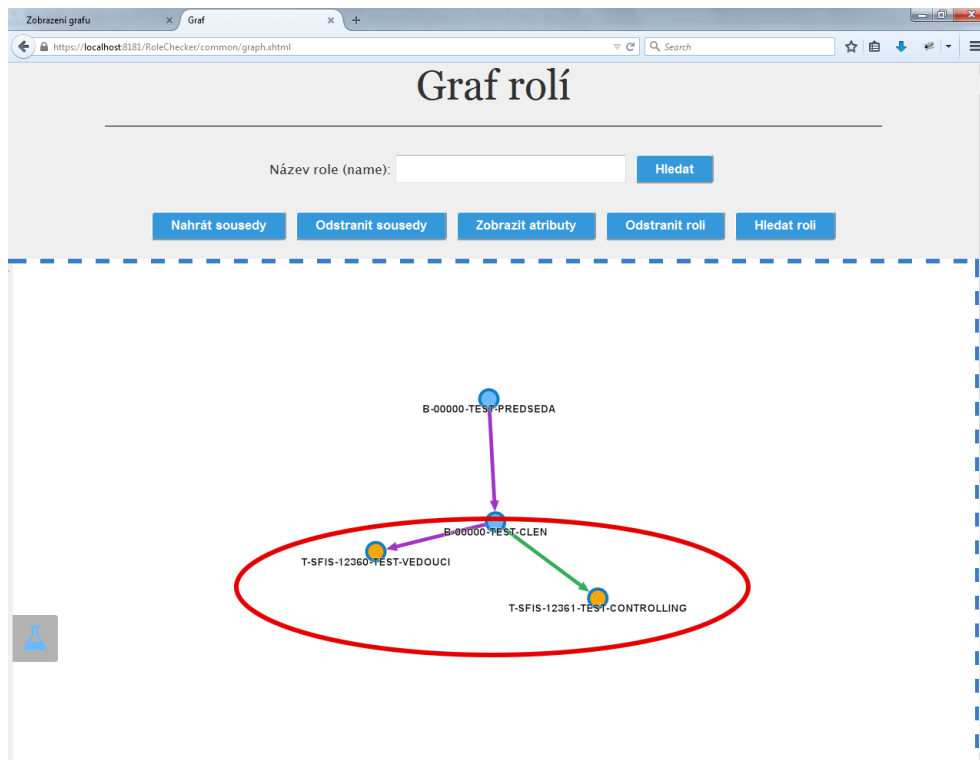 Zobrazení grafu
Graf
https://localhost:8181/RoleChecker/common/graph.xhtml
Search
Graf rolí
Název role (name):
Hledat
Nahrát sousedy
Odstranit sousedy
Zobrazit atributy
Odstranit roli
Hledat roli
B-00000-TEST-PREDSEDA
B-00000-TEST-CLEN
T-SFIS-12360-TEST-VEDOUCI
T-SFIS-12361-TEST-CONTROLLING